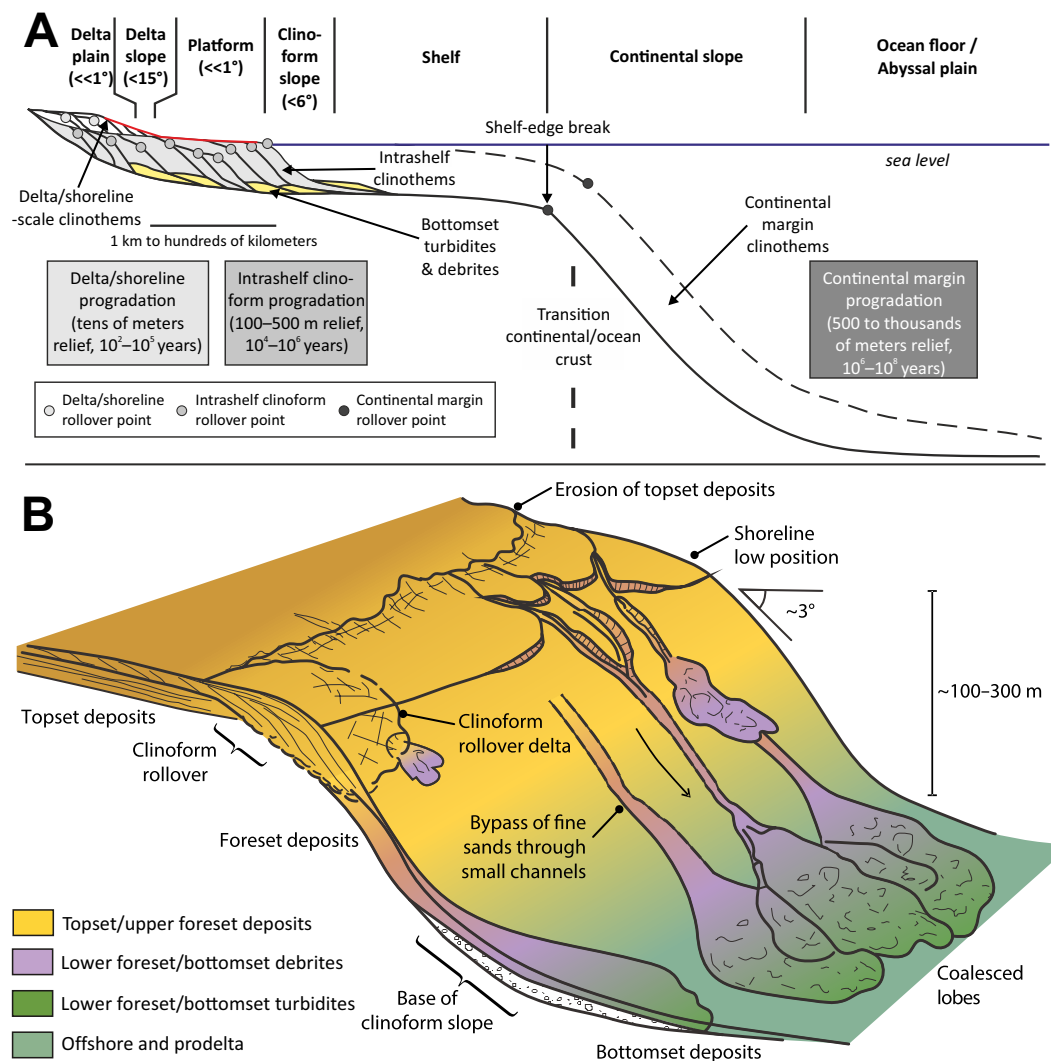 A
Delta
plain
(<<1°)
Delta
slope
(<15°)
Platform
(<<1°)
Clino-
form
slope
(<6°)
Shelf
Continental slope
Ocean floor /
Abyssal plain
Shelf-edge break
sea level
Intrashelf
clinothems
Delta/shoreline
-scale clinothems
Continental
margin
clinothems
Bottomset
turbidites
& debrites
1 km to hundreds of kilometers
Delta/shoreline
progradation
(tens of meters
relief, 10²–10⁵ years)
Intrashelf clino-
form progradation
(100–500 m relief,
10⁴–10⁶ years)
Transition
continental/ocean
crust
Continental margin
progradation
(500 to thousands
of meters relief,
10⁶–10⁸ years)
Delta/shoreline
rollover point
Intrashelf clinoform
rollover point
Continental margin
rollover point
B
Erosion of topset deposits
Shoreline
low position
~3°
~100–300 m
Topset deposits
Clinoform
rollover
Clinoform
rollover delta
Foreset deposits
Bypass of fine
sands through
small channels
Topset/upper foreset deposits
Lower foreset/bottomset debrites
Lower foreset/bottomset turbidites
Offshore and prodelta
Base of
clinoform slope
Coalesced
lobes
Bottomset deposits